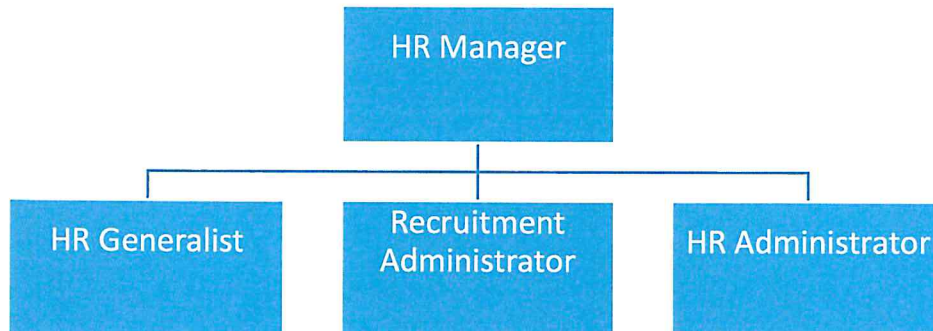 HR Manager
HR Generalist
Recruitment
Administrator
HR Administrator